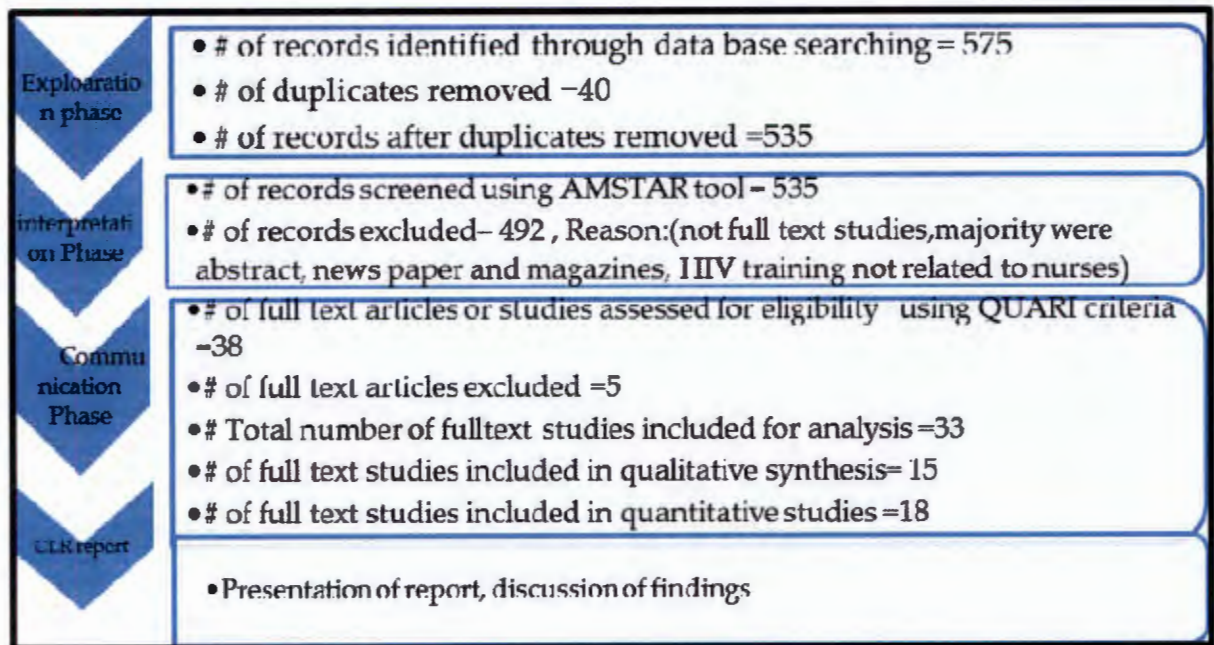 Exploaratio
n phase
• # of records identified through data base searching = 575
• # of duplicates removed –40
• # of records after duplicates removed =535
interpretati
on Phase
•# of records screened using AMSTAR tool – 535
•# of records excluded– 492 , Reason:(not full text studies,majority were
abstract, news paper and magazines, HIV training not related to nurses)
Commu
nication
Phase
•# of full text articles or studies assessed for eligibility using QUARI criteria
–38
•# of full text articles excluded =5
•# Total number of fulltext studies included for analysis =33
•# of full text studies included in qualitative synthesis= 15
•# of full text studies included in quantitative studies =18
CLR report
•Presentation of report, discussion of findings